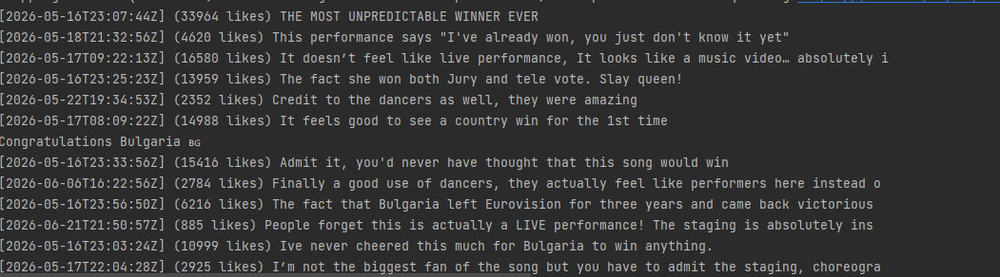 [2026-05-16T23:07:44Z] (33964 likes) THE MOST UNPREDICTABLE WINNER EVER
[2026-05-18T21:32:56Z] (4620 likes) This performance says "I've already won, you just don't know it yet"
[2026-05-17T09:22:13Z] (16580 likes) It doesn’t feel like live performance, It looks like a music video… absolutely i
[2026-05-16T23:25:23Z] (13959 likes) The fact she won both Jury and tele vote. Slay queen!
[2026-05-22T19:34:53Z] (2352 likes) Credit to the dancers as well, they were amazing
[2026-05-17T08:09:22Z] (14988 likes) It feels good to see a country win for the 1st time
Congratulations Bulgaria BG
[2026-05-16T23:33:56Z] (15416 likes) Admit it, you'd never have thought that this song would win
[2026-06-06T16:22:56Z] (2784 likes) Finally a good use of dancers, they actually feel like performers here instead o
[2026-05-16T23:56:50Z] (6216 likes) The fact that Bulgaria left Eurovision for three years and came back victorious
[2026-06-21T21:50:57Z] (885 likes) People forget this is actually a LIVE performance! The staging is absolutely ins
[2026-05-16T23:03:24Z] (10999 likes) Ive never cheered this much for Bulgaria to win anything.
[2026-05-17T22:04:28Z] (2925 likes) I’m not the biggest fan of the song but you have to admit the staging, choreogra